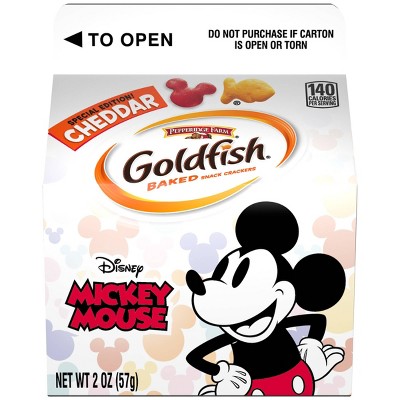 TO OPEN
DO NOT PURCHASE IF CARTON
IS OPEN OR TORN
SPECIAL EDITION!
CHEDDAR
140
CALORIES
PER SERVING
PEPPERIDGE FARM
Goldfish®
BAKED SNACK CRACKERS
Disney
MICKEY
MOUSE
NET WT 2 OZ (57g)